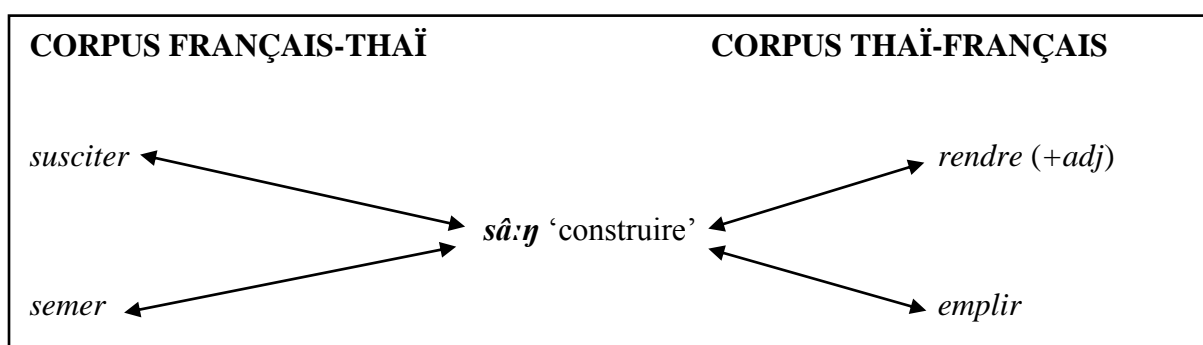 CORPUS FRANÇAIS-THAÏ CORPUS THAÏ-FRANÇAIS
susciter rendre (+adj)
sâːŋ ‘construire’
semer emplir